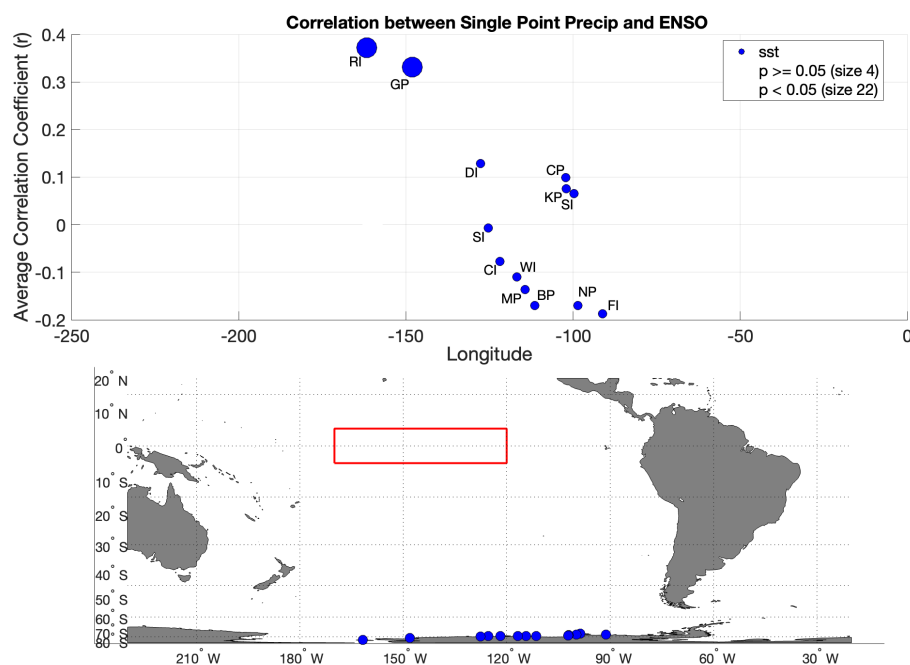 Correlation between Single Point Precip and ENSO
Average Correlation Coefficient (r)
0.4
0.3
0.2
0.1
0
-0.1
-0.2
RI
GP
DI
CP
KP
SI
SI
CI
WI
MP
BP
NP
FI
sst
p >= 0.05 (size 4)
p < 0.05 (size 22)
-250
-200
-150
-100
-50
0
Longitude
20° N
10° N
0°
10° S
20° S
30° S
40° S
50° S
60° S
70° S
80° S
210° W
180° W
150° W
120° W
90° W
60° W
30° W